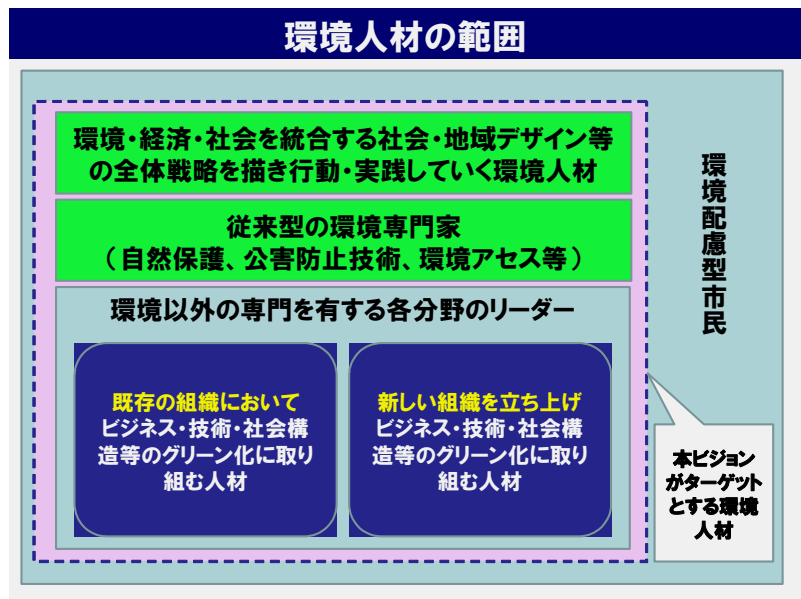 環境人材の範囲
環境・経済・社会を統合する社会・地域デザイン等
の全体戦略を描き行動・実践していく環境人材
従来型の環境専門家
（自然保護、公害防止技術、環境アセス等）
環境以外の専門を有する各分野のリーダー
既存の組織において
ビジネス・技術・社会構
造等のグリーン化に取り
組む人材
新しい組織を立ち上げ
ビジネス・技術・社会構
造等のグリーン化に取り
組む人材
環境配慮型市民
本ビジョン
がターゲット
とする環境
人材